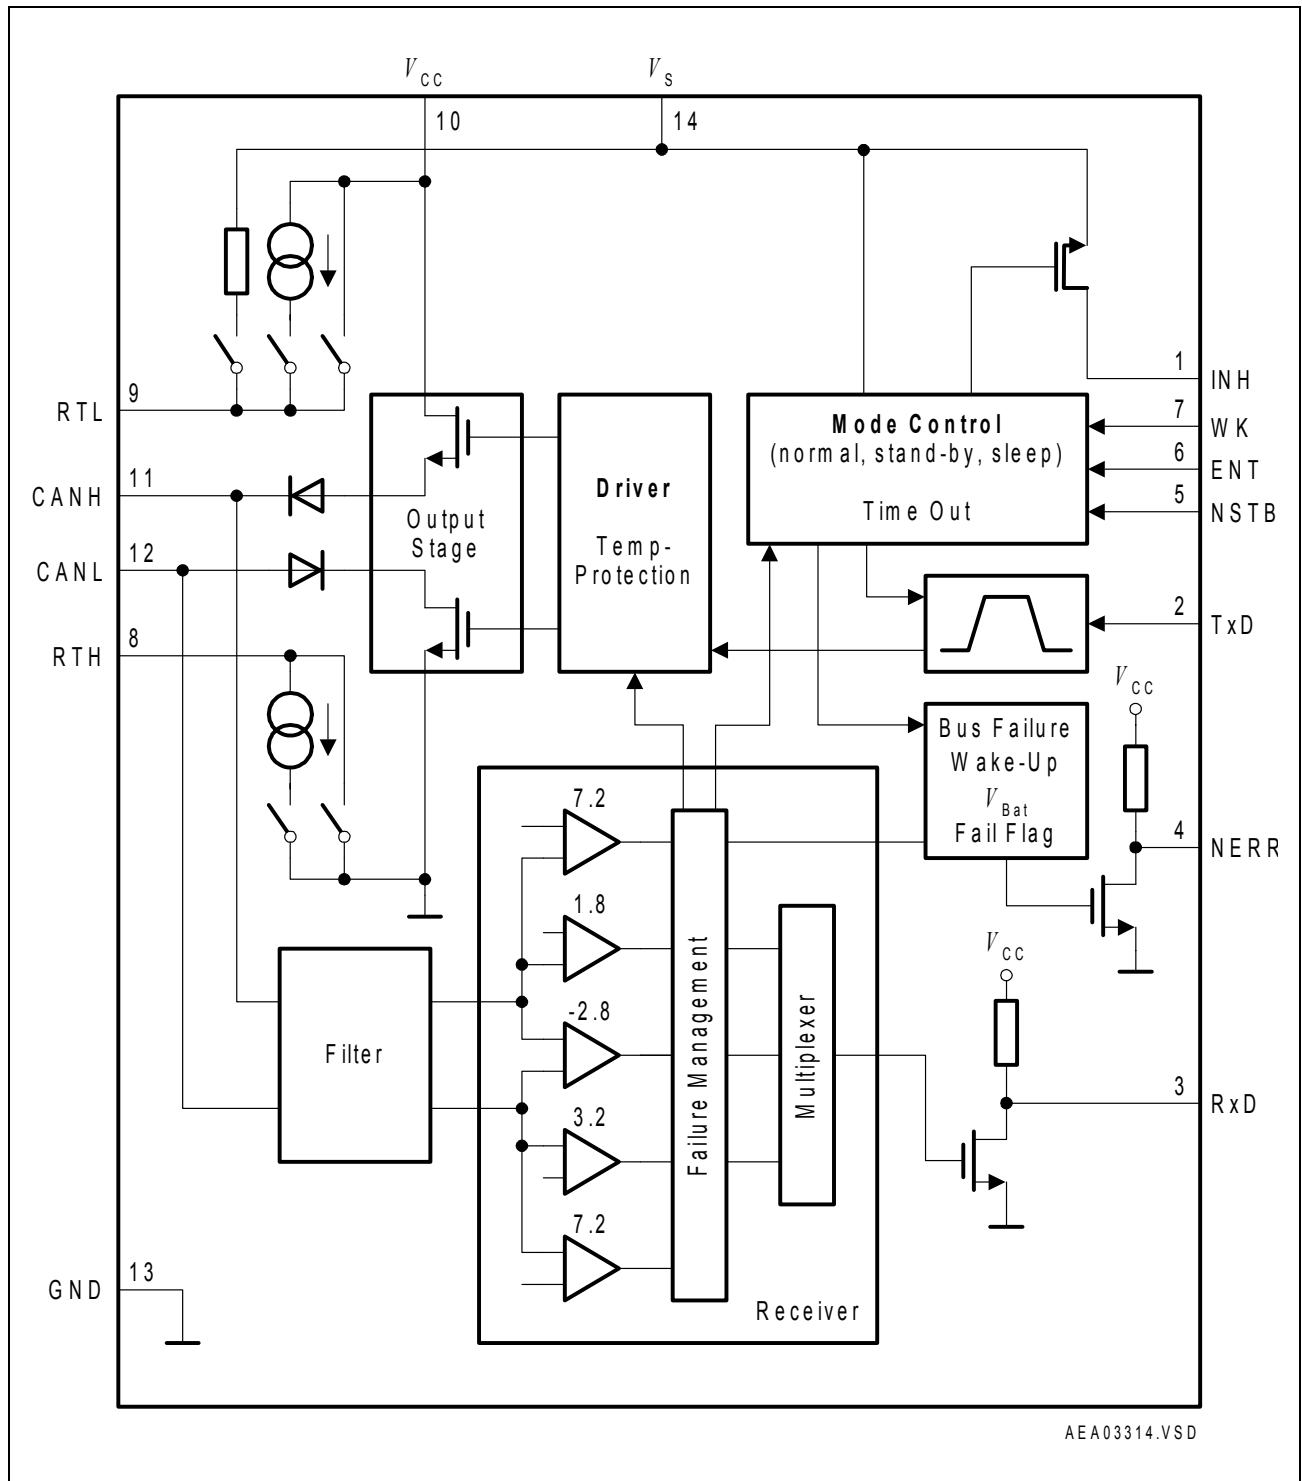 V CC
V S
10
14
1
INH
9
RTL
7
WK
Mode Control
(normal, stand-by, sleep)
6
ENT
11
CANH
Driver
5
NSTB
Output
Stage
Time Out
12
CANL
Temp-
Protection
2
TxD
8
RTH
V CC
Bus Failure
Wake-Up
V Bat
Fail Flag
7.2
4
NERR
1.8
V CC
Failure Management
-2.8
Multiplexer
Filter
3
RxD
3.2
7.2
13
GND
Receiver
AEA03314.VSD